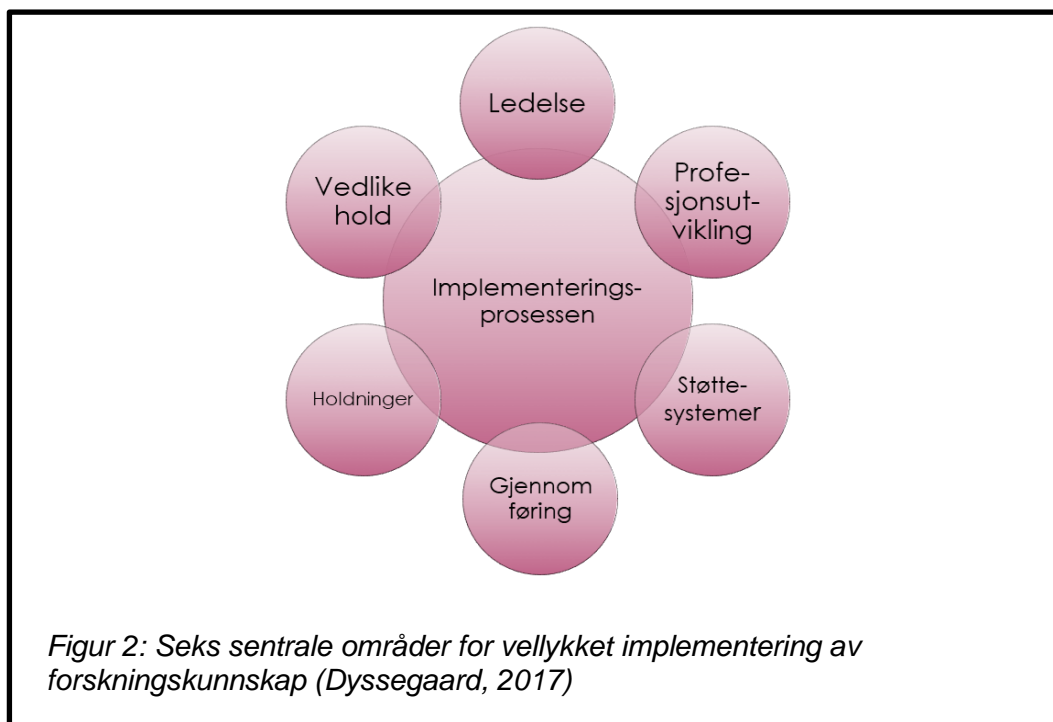 Ledelse
Profe-
sjonsut-
vikling
Støtte-
systemer
Gjennom
føring
Holdninger
Vedlike
hold
Implementerings-
prosessen
Figur 2: Seks sentrale områder for vellykket implementering av
forskningskunnskap (Dyssegaard, 2017)